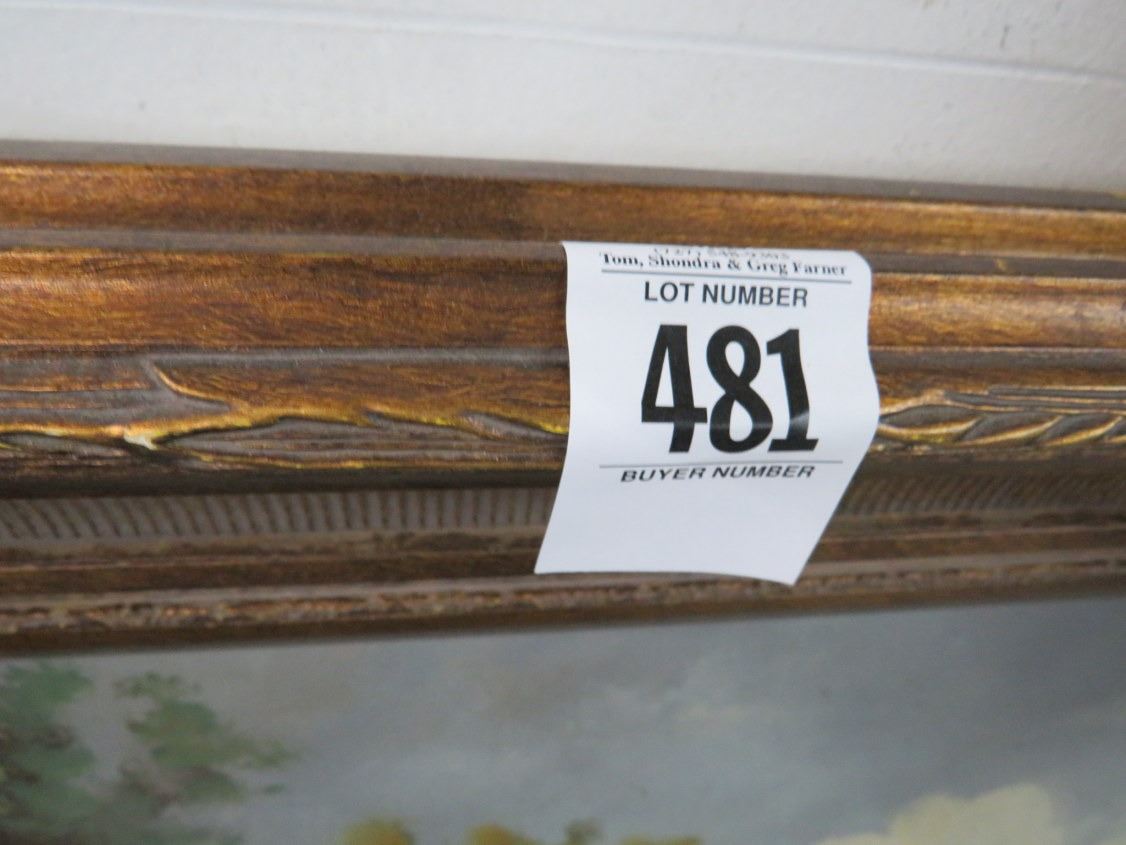 Tom, Shondra & Greg Farner
LOT NUMBER
481
BUYER NUMBER